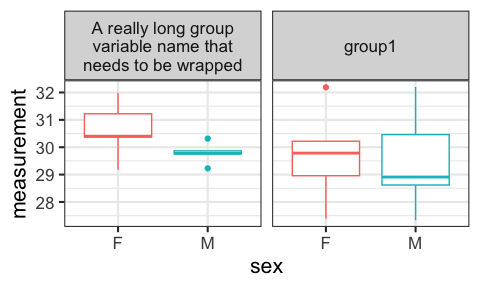 A really long group
variable name that
needs to be wrapped
group1
measurement
32
31
30
29
28
F
M
F
M
sex